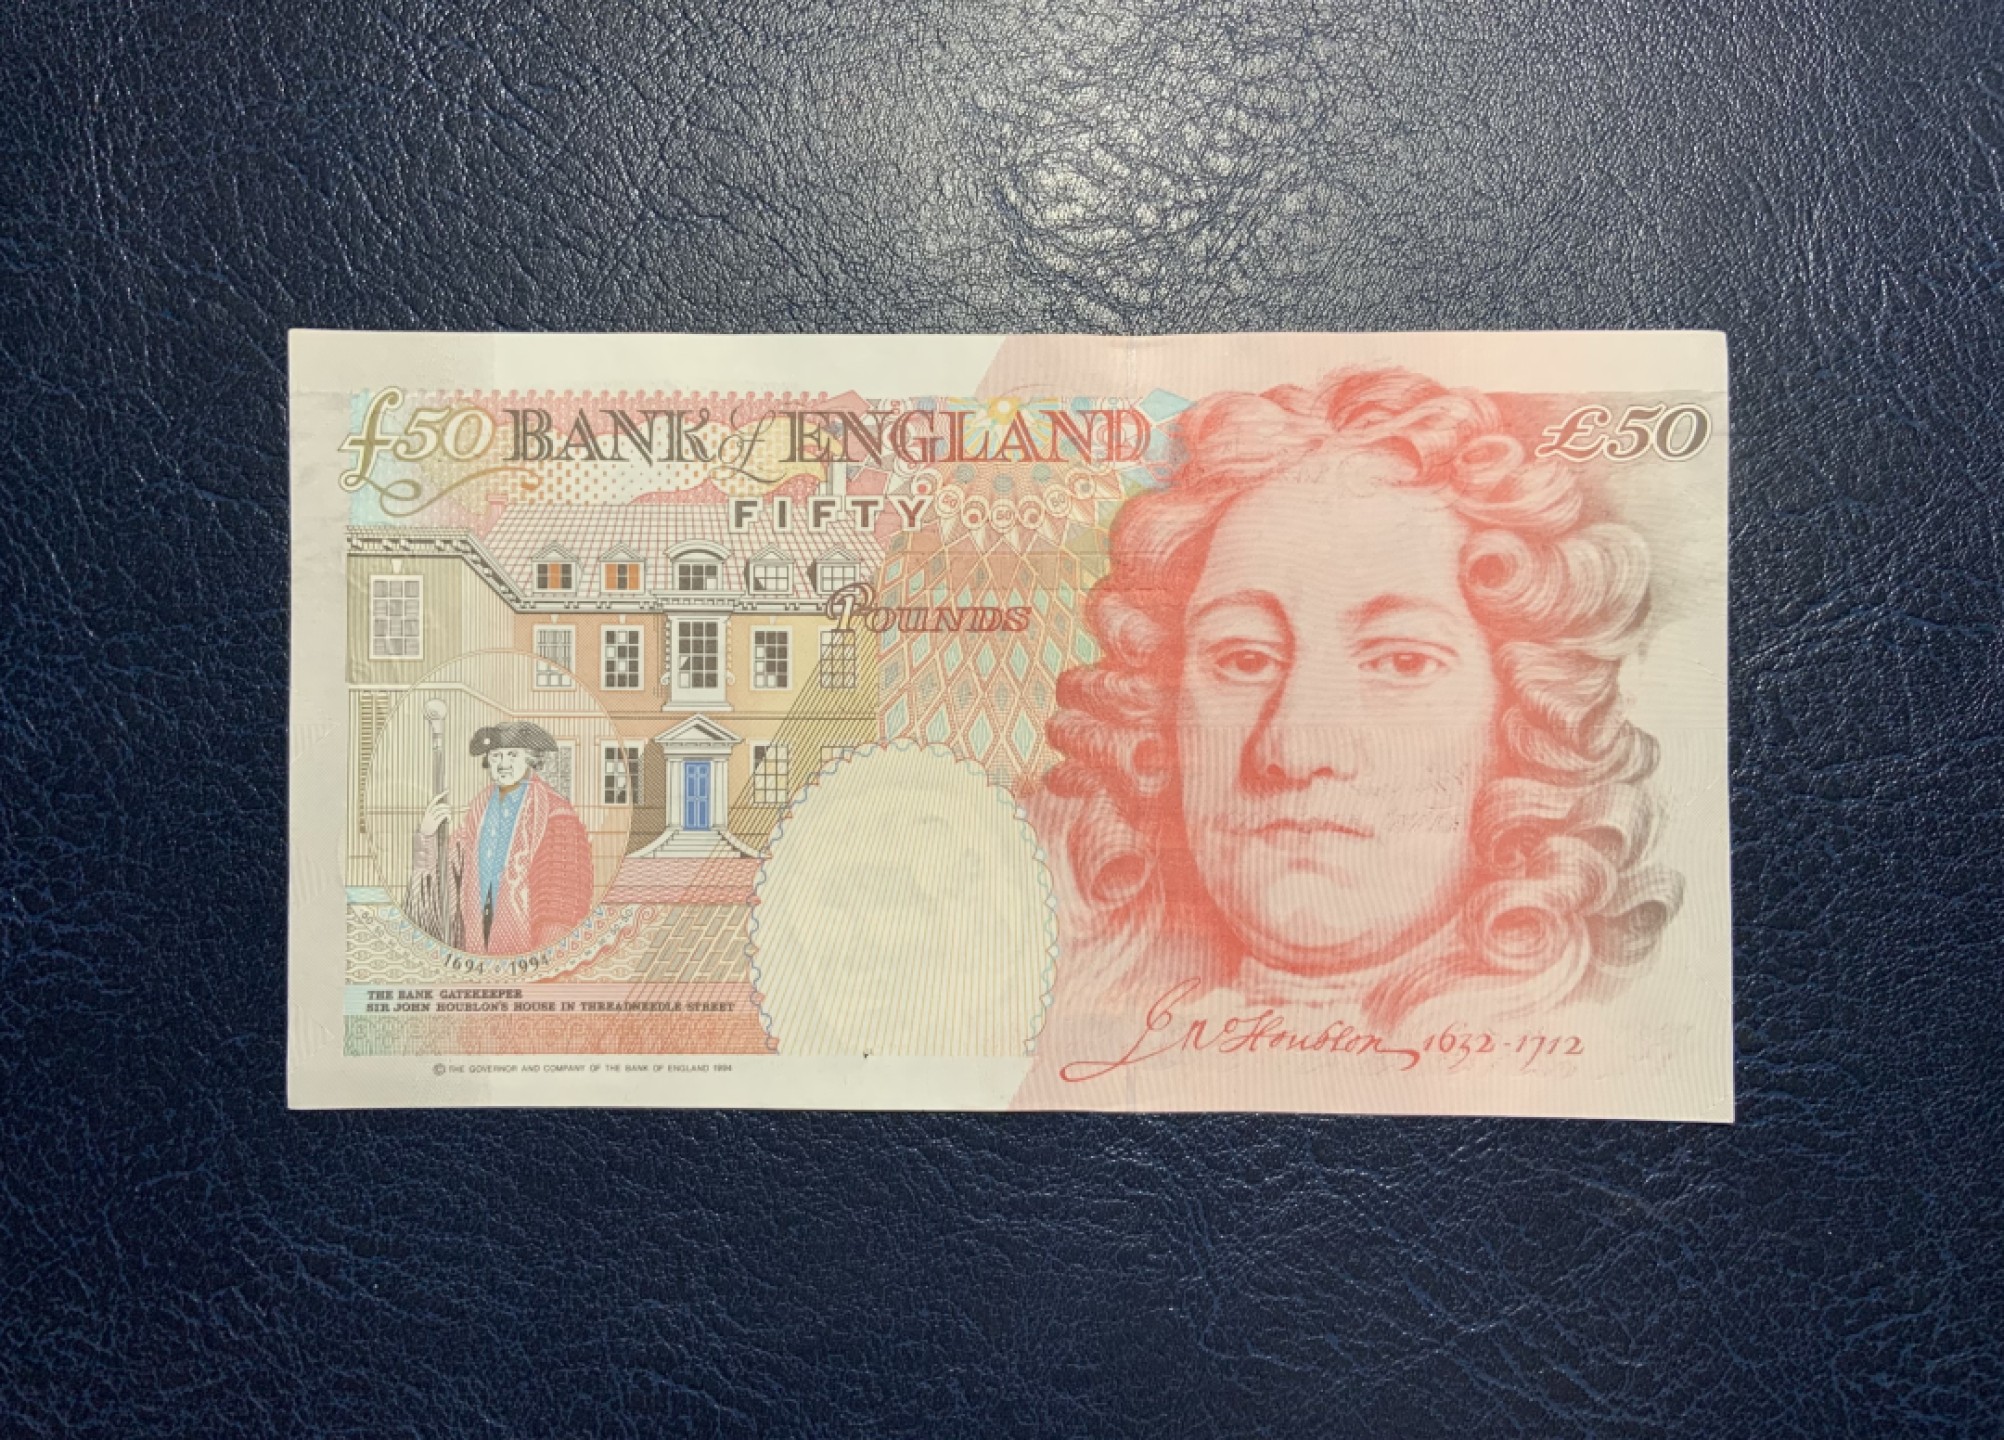 £50 BANK of ENGLAND £50
FIFTY
POUNDS
1694 • 1994
THE BANK GATEKEEPER
SIR JOHN HOUBLON'S HOUSE IN THREADNEEDLE STREET
© THE GOVERNOR AND COMPANY OF THE BANK OF ENGLAND 1994
Jno Houblon 1632-1712